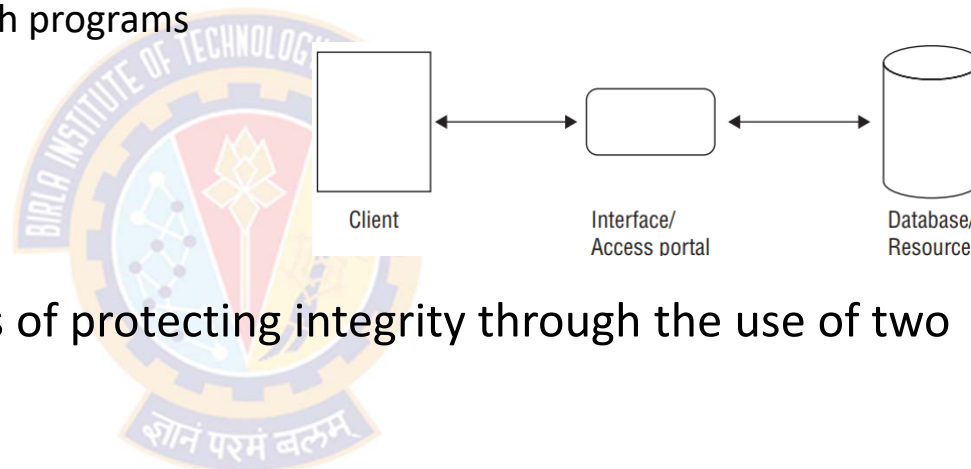 h programs
BIRLA INSTITUTE OF TECHNOLOG
Client
Interface/
Access portal
Database/
Resource
s of protecting integrity through the use of two
ज्ञानं परमं बलम्